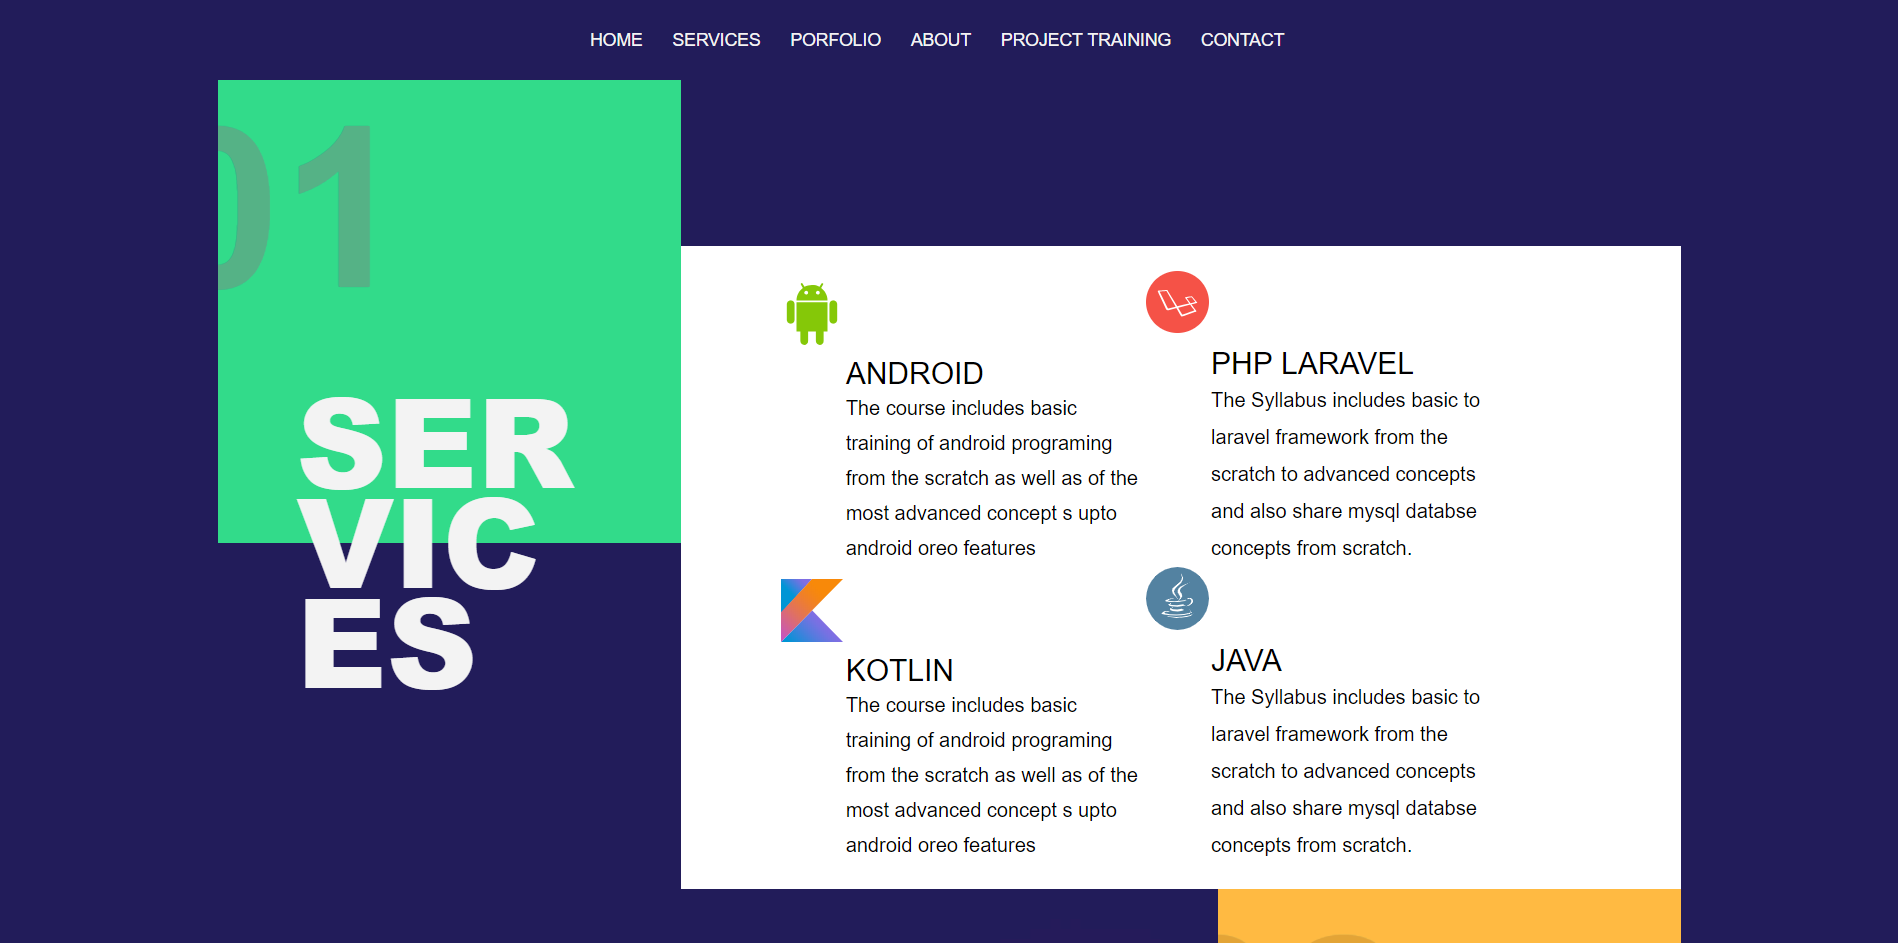 HOME SERVICES PORFOLIO ABOUT PROJECT TRAINING CONTACT
01
SER
VIC
ES
ANDROID
The course includes basic
training of android programing
from the scratch as well as of the
most advanced concept s upto
android oreo features
PHP LARAVEL
The Syllabus includes basic to
laravel framework from the
scratch to advanced concepts
and also share mysql databse
concepts from scratch.
KOTLIN
The course includes basic
training of android programing
from the scratch as well as of the
most advanced concept s upto
android oreo features
JAVA
The Syllabus includes basic to
laravel framework from the
scratch to advanced concepts
and also share mysql databse
concepts from scratch.